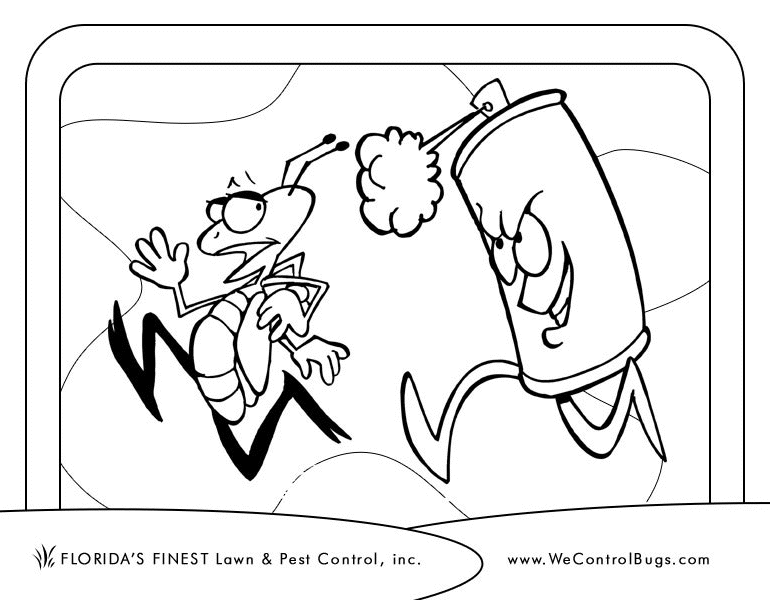 FLORIDA'S FINEST Lawn & Pest Control, inc.
www.WeControlBugs.com